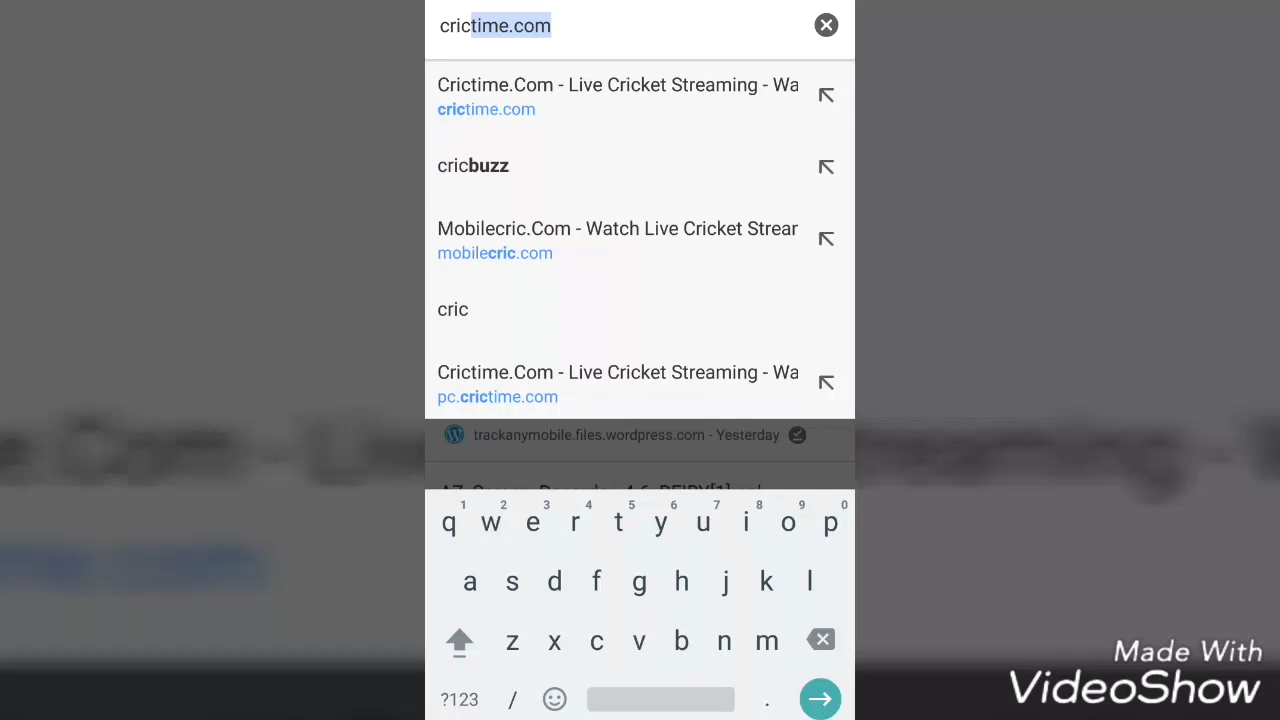 crictime.com
Crictime.Com - Live Cricket Streaming - Wa
crictime.com
cricbuzz
Mobilecric.Com - Watch Live Cricket Strear
mobilecric.com
cric
Crictime.Com - Live Cricket Streaming - Wa
pc.crictime.com
trackanymobile.files.wordpress.com - Yesterday
1 2 3 4 5 6 7 8 9 0
q w e r t y u i o p
a s d f g h j k l
z x c v b n m
?123 / .
Made With
VideoShow